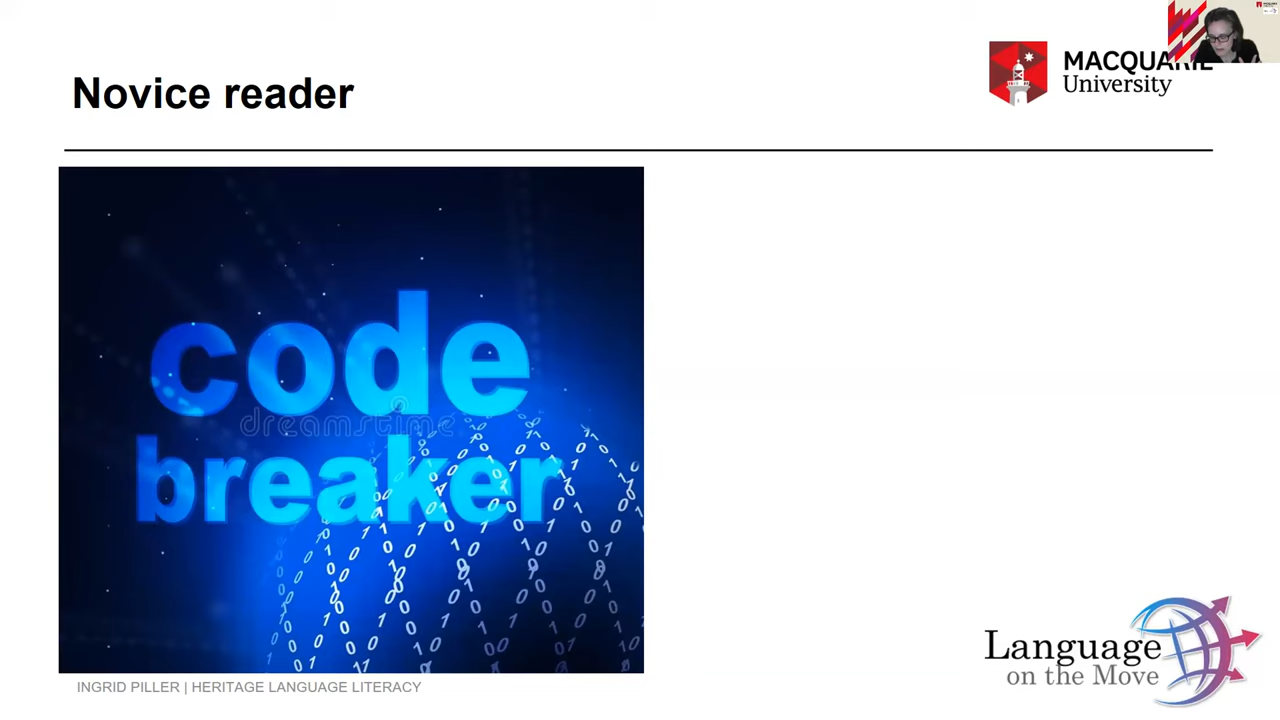 Novice reader
MACQUARIE
University
code
dreamstime
breaker
INGRID PILLER | HERITAGE LANGUAGE LITERACY
Language
on the Move